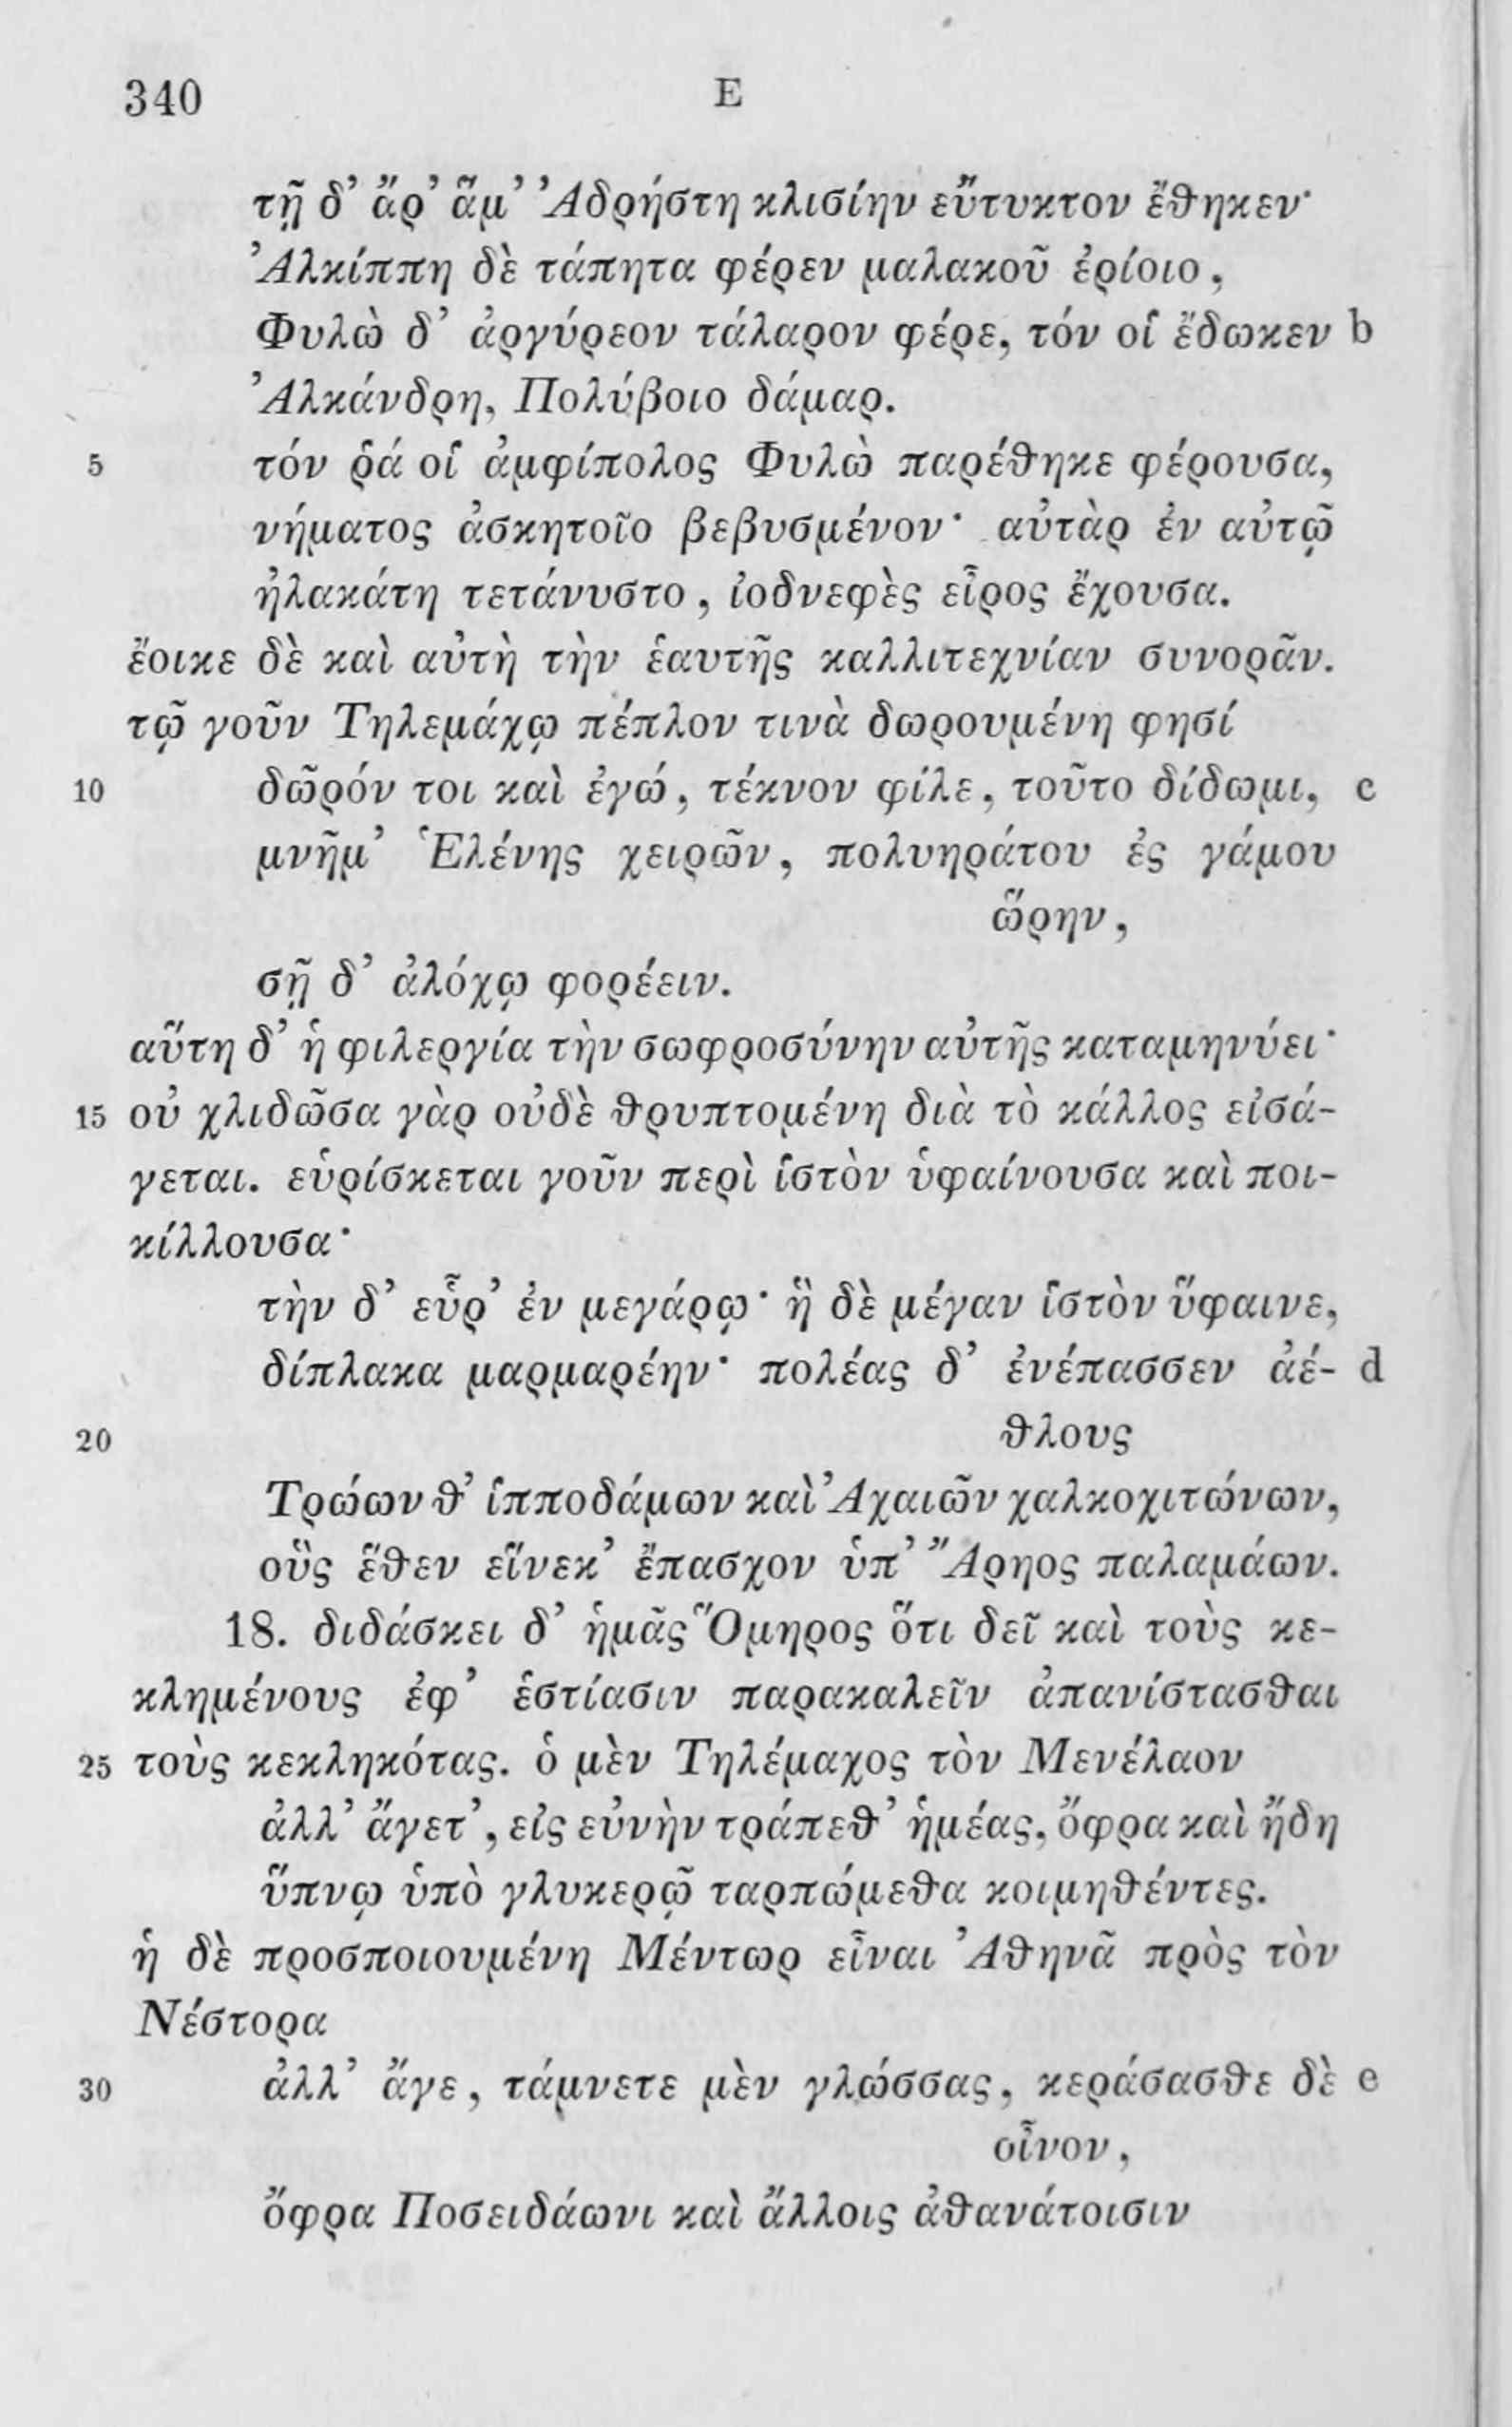 340 E
τῇ δ’ ἄρ’ ἅμ’ Ἀδρήστη κλισίην εὔτυκτον ἔθηκεν·
Ἀλκίππη δὲ τάπητα φέρεν μαλακοῦ ἐρίοιο,
Φυλὼ δ’ ἀργύρεον τάλαρον φέρε, τόν οἱ ἔδωκεν b
Ἀλκάνδρη, Πολύβοιο δάμαρ.
5 τόν ῥά οἱ ἀμφίπολος Φυλὼ παρέθηκε φέρουσα,
νήματος ἀσκητοῖο βεβυσμένον· αὐτὰρ ἐν αὐτῷ
ἠλακάτη τετάνυστο, ἰοδνεφὲς εἶρος ἔχουσα.
ἔοικε δὲ καὶ αὐτὴ τὴν ἑαυτῆς καλλιτεχνίαν συνορᾶν.
τῷ γοῦν Τηλεμάχῳ πέπλον τινὰ δωρουμένη φησί
10 δῶρόν τοι καὶ ἐγώ, τέκνον φίλε, τοῦτο δίδωμι, c
μνῆμ’ Ἑλένης χειρῶν, πολυηράτου ἐς γάμου
ὥρην,
σῇ δ’ ἀλόχῳ φορέειν.
αὕτη δ’ ἡ φιλεργία τὴν σωφροσύνην αὐτῆς καταμηνύει·
15 οὐ χλιδῶσα γὰρ οὐδὲ θρυπτομένη διὰ τὸ κάλλος εἰσά-
γεται. εὑρίσκεται γοῦν περὶ ἱστὸν ὑφαίνουσα καὶ ποι-
κίλλουσα·
τὴν δ’ εὗρ’ ἐν μεγάρῳ· ἣ δὲ μέγαν ἱστὸν ὕφαινε,
δίπλακα μαρμαρέην· πολέας δ’ ἐνέπασσεν ἀέ- d
20 θλους
Τρώων θ’ ἱπποδάμων καὶ Ἀχαιῶν χαλκοχιτώνων,
οὓς ἕθεν εἵνεκ’ ἔπασχον ὑπ’ Ἄρηος παλαμάων.
18. διδάσκει δ’ ἡμᾶς Ὅμηρος ὅτι δεῖ καὶ τοὺς κε-
κλημένους ἐφ’ ἑστίασιν παρακαλεῖν ἀπανίστασθαι
25 τοὺς κεκληκότας. ὁ μὲν Τηλέμαχος τὸν Μενέλαον
ἀλλ’ ἄγετ’, εἰς εὐνὴν τράπεθ’ ἡμέας, ὄφρα καὶ ἤδη
ὕπνῳ ὑπὸ γλυκερῷ ταρπώμεθα κοιμηθέντες.
ἡ δὲ προσποιουμένη Μέντωρ εἶναι Ἀθηνᾶ πρὸς τὸν
Νέστορα
30 ἀλλ’ ἄγε, τάμνετε μὲν γλώσσας, κεράσασθε δὲ e
οἶνον,
ὄφρα Ποσειδάωνι καὶ ἄλλοις ἀθανάτοισιν